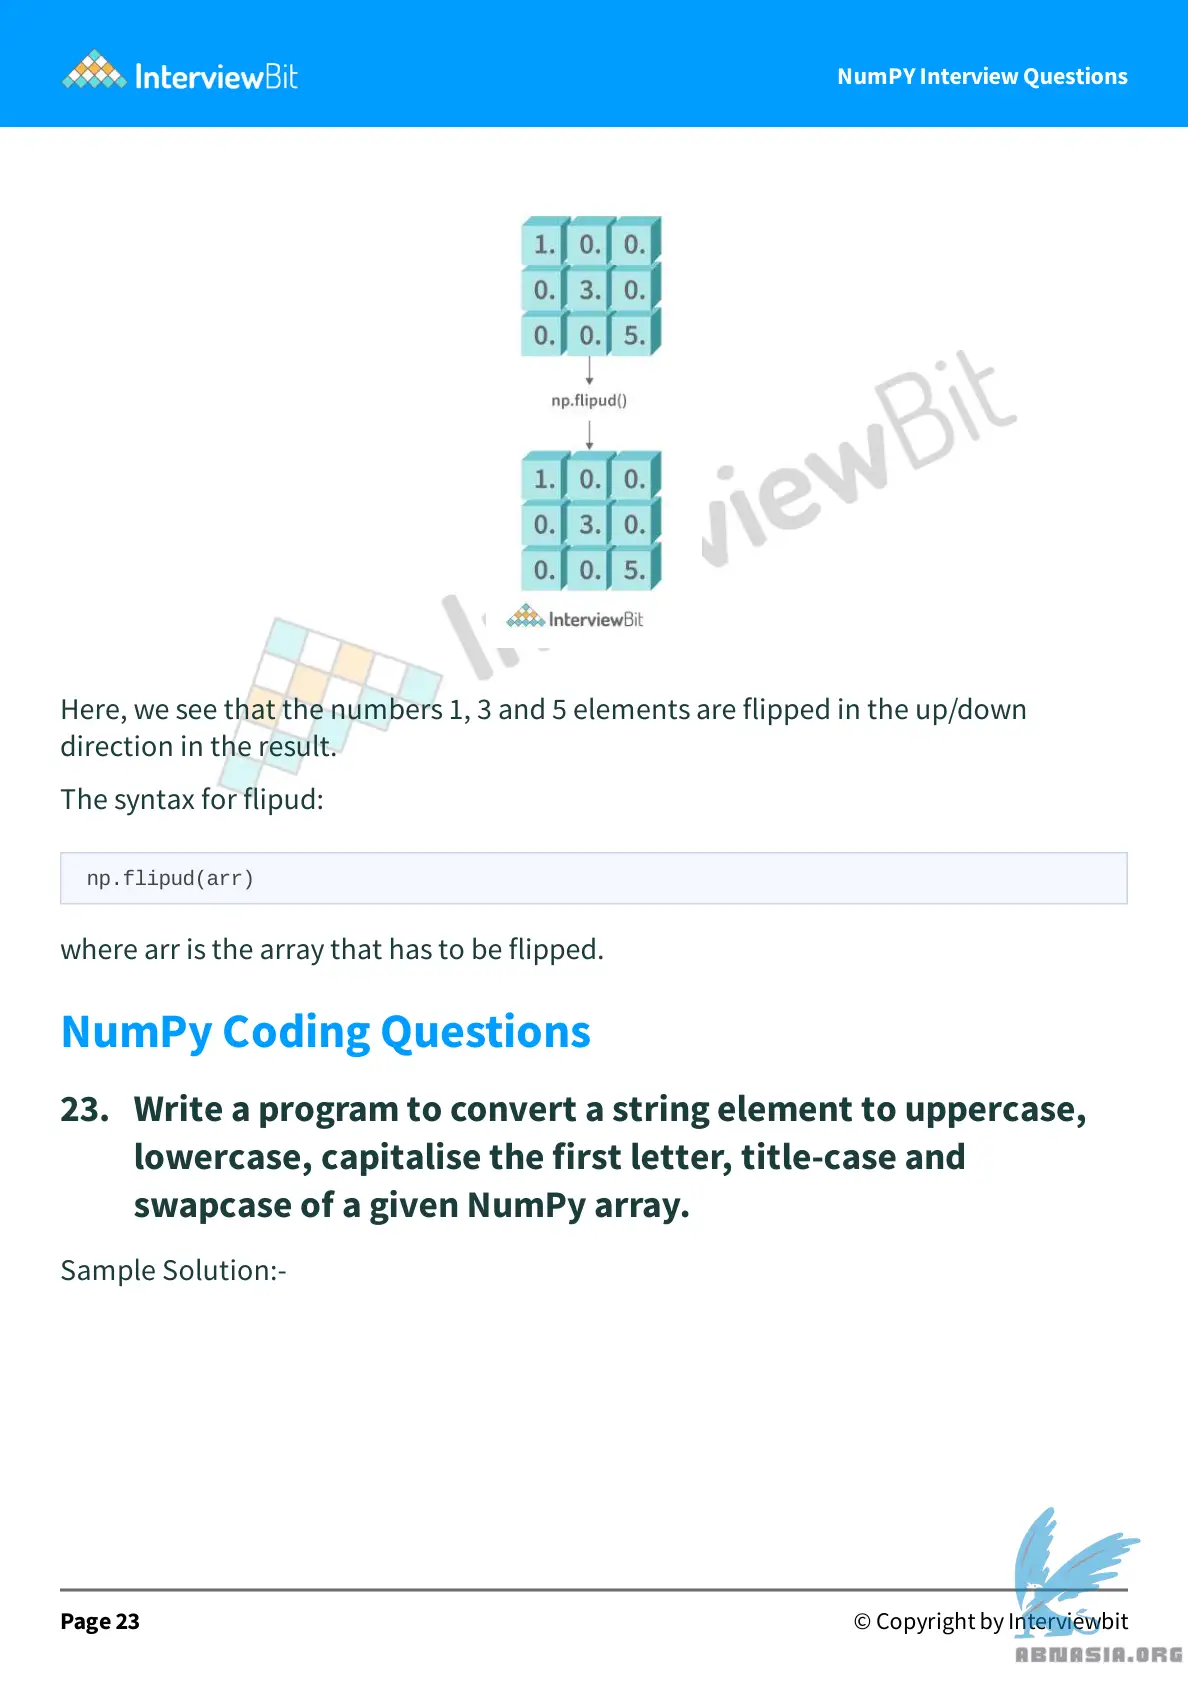 InterviewBit
NumPY Interview Questions
1. 0. 0.
0. 3. 0.
0. 0. 5.
np.flipud()
1. 0. 0.
0. 3. 0.
0. 0. 5.
InterviewBit
Here, we see that the numbers 1, 3 and 5 elements are flipped in the up/down
direction in the result.
The syntax for flipud:
np.flipud(arr)
where arr is the array that has to be flipped.
NumPy Coding Questions
23. Write a program to convert a string element to uppercase,
lowercase, capitalise the first letter, title-case and
swapcase of a given NumPy array.
Sample Solution:-
Page 23
© Copyright by Interviewbit
ABNASIA.ORG